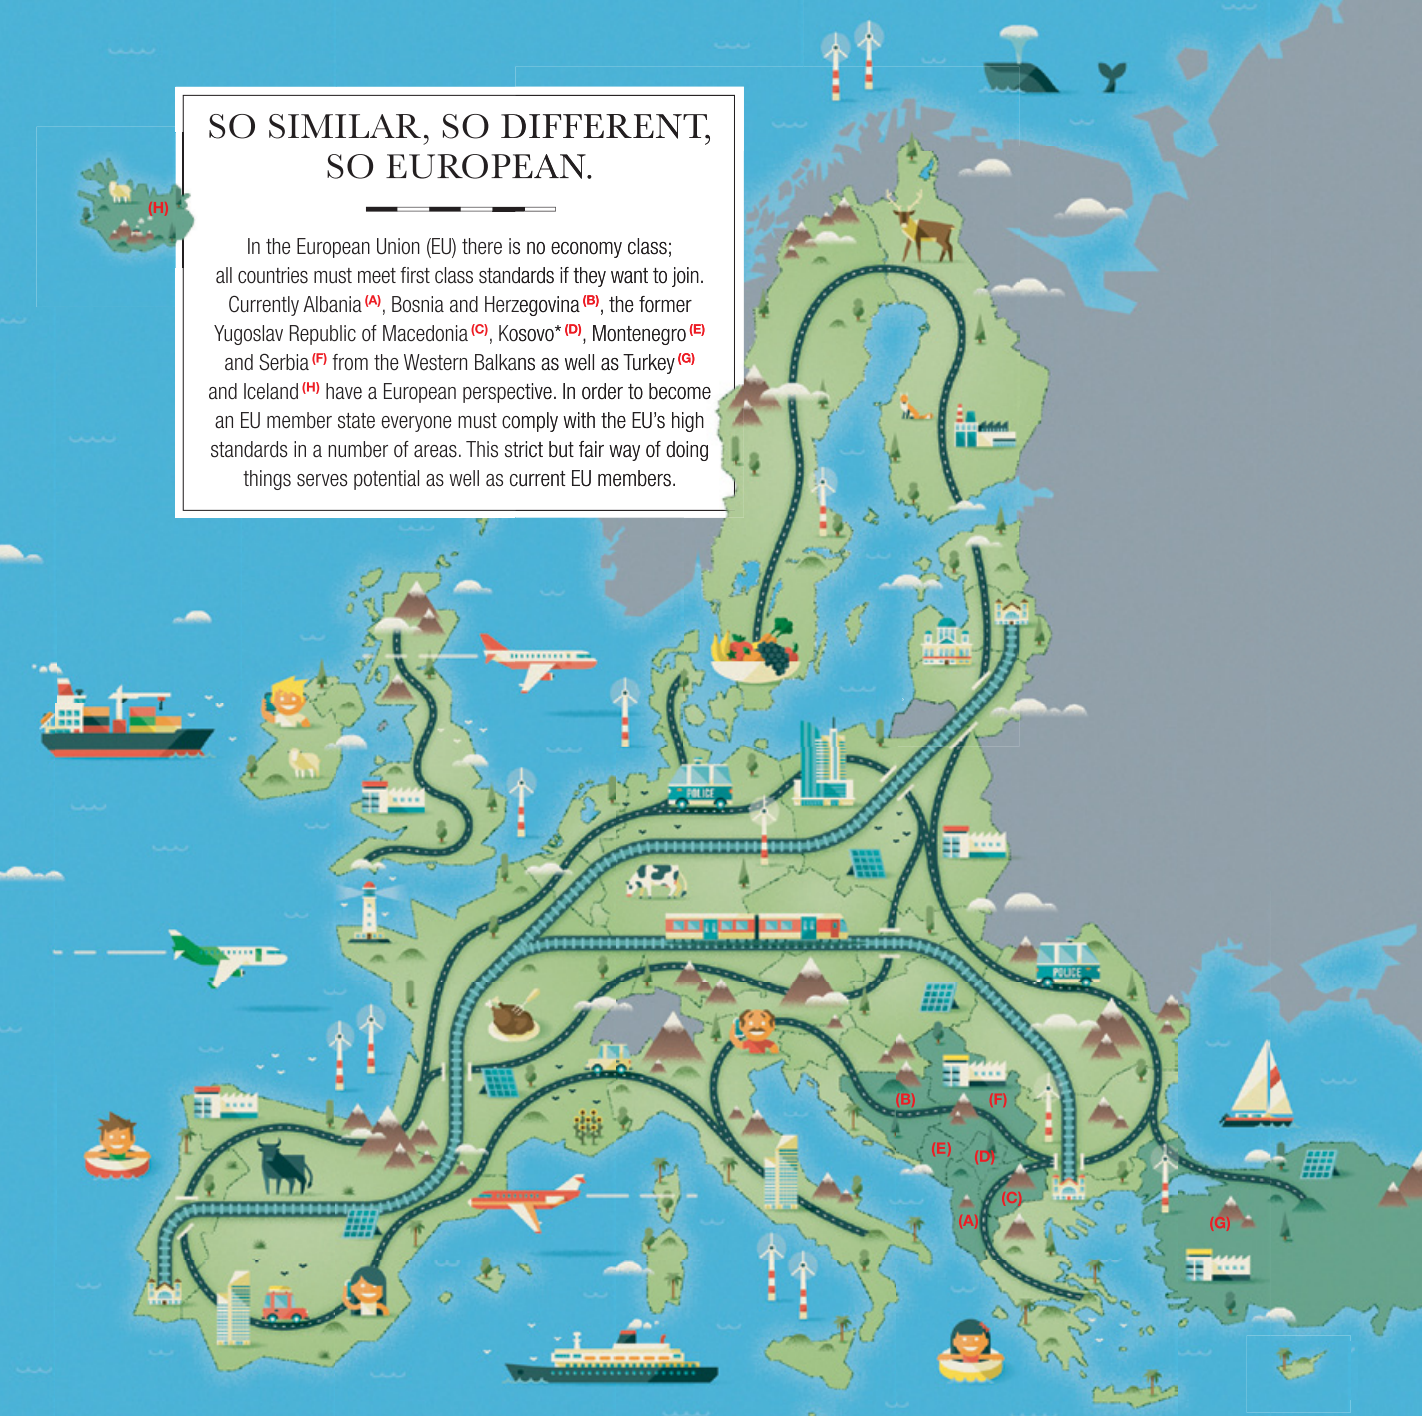 SO SIMILAR, SO DIFFERENT,
SO EUROPEAN.
In the European Union (EU) there is no economy class;
all countries must meet first class standards if they want to join.
Currently Albania (A), Bosnia and Herzegovina (B), the former
Yugoslav Republic of Macedonia (C), Kosovo* (D), Montenegro (E)
and Serbia (F) from the Western Balkans as well as Turkey (G)
and Iceland (H) have a European perspective. In order to become
an EU member state everyone must comply with the EU’s high
standards in a number of areas. This strict but fair way of doing
things serves potential as well as current EU members.
(H)
POLICE
POLICE
(B)
(F)
(E)
(D)
(C)
(A)
(G)